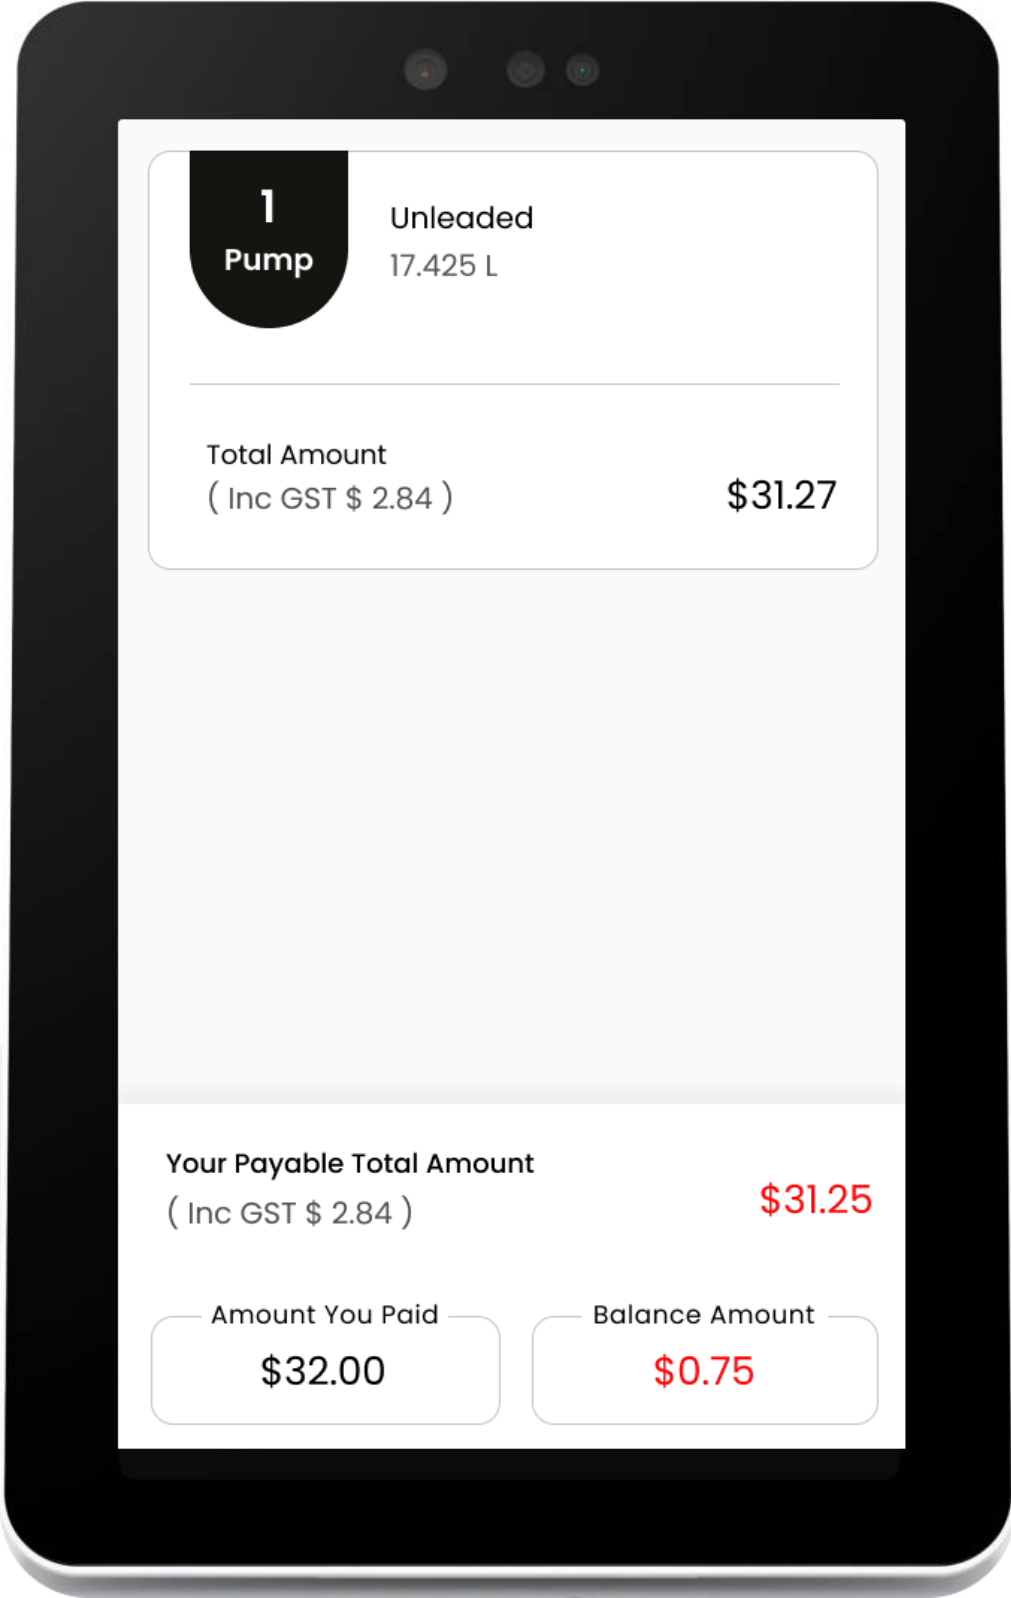 1
Pump
Unleaded
17.425 L
Total Amount
( Inc GST $ 2.84 )
$31.27
Your Payable Total Amount
( Inc GST $ 2.84 )
$31.25
Amount You Paid
$32.00
Balance Amount
$0.75